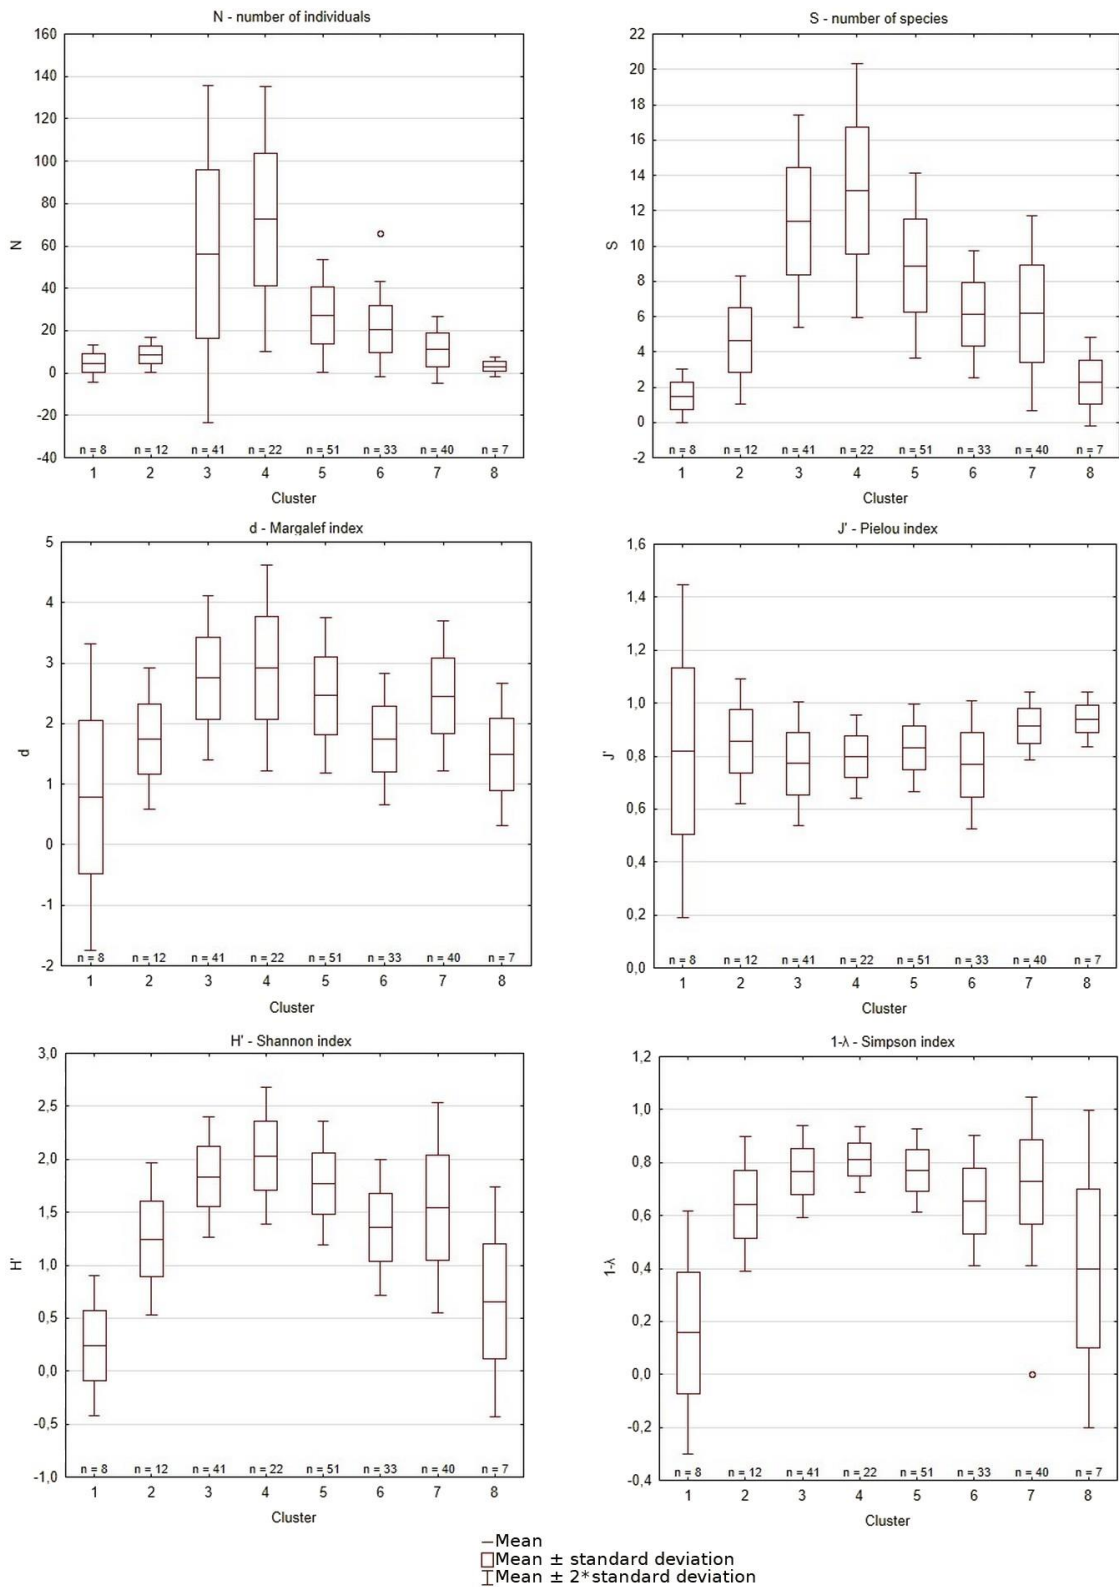 N - number of individuals
160
140
120
100
80
60
40
20
0
-20
-40
N
n = 8 n = 12 n = 41 n = 22 n = 51 n = 33 n = 40 n = 7
1 2 3 4 5 6 7 8
Cluster
S - number of species
22
20
18
16
14
12
10
8
6
4
2
0
-2
S
n = 8 n = 12 n = 41 n = 22 n = 51 n = 33 n = 40 n = 7
1 2 3 4 5 6 7 8
Cluster
d - Margalef index
5
4
3
2
1
0
-1
-2
d
n = 8 n = 12 n = 41 n = 22 n = 51 n = 33 n = 40 n = 7
1 2 3 4 5 6 7 8
Cluster
J' - Pielou index
1,6
1,4
1,2
1,0
0,8
0,6
0,4
0,2
0,0
J'
n = 8 n = 12 n = 41 n = 22 n = 51 n = 33 n = 40 n = 7
1 2 3 4 5 6 7 8
Cluster
H' - Shannon index
3,0
2,5
2,0
1,5
1,0
0,5
0,0
-0,5
-1,0
H'
n = 8 n = 12 n = 41 n = 22 n = 51 n = 33 n = 40 n = 7
1 2 3 4 5 6 7 8
Cluster
1-λ - Simpson index
1,2
1,0
0,8
0,6
0,4
0,2
0,0
-0,2
-0,4
1-λ
n = 8 n = 12 n = 41 n = 22 n = 51 n = 33 n = 40 n = 7
1 2 3 4 5 6 7 8
Cluster
Mean
Mean ± standard deviation
Mean ± 2*standard deviation